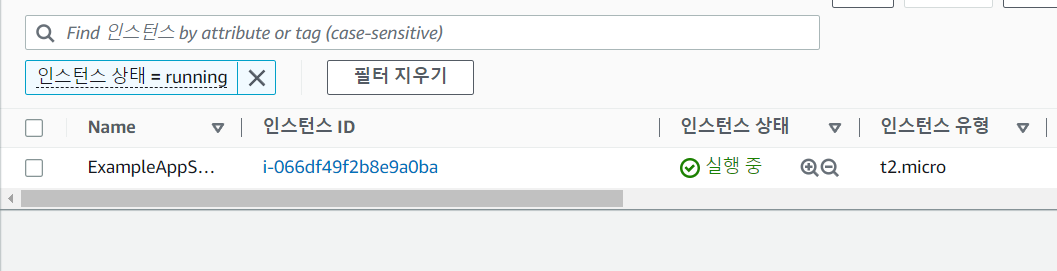 Find 인스턴스 by attribute or tag (case-sensitive)
인스턴스 상태 = running 필터 지우기
Name 인스턴스 ID 인스턴스 상태 인스턴스 유형
ExampleAppS... i-066df49f2b8e9a0ba 실행 중 t2.micro